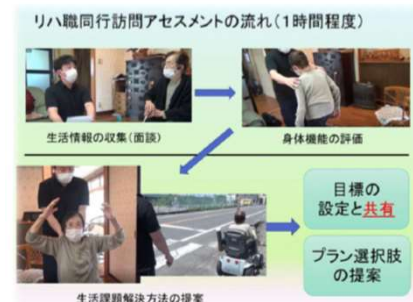 リハ職同行訪問アセスメントの流れ(1時間程度)
生活情報の収集(面談)
身体機能の評価
生活課題解決方法の提案
目標の
設定と共有
プラン選択肢
の提案